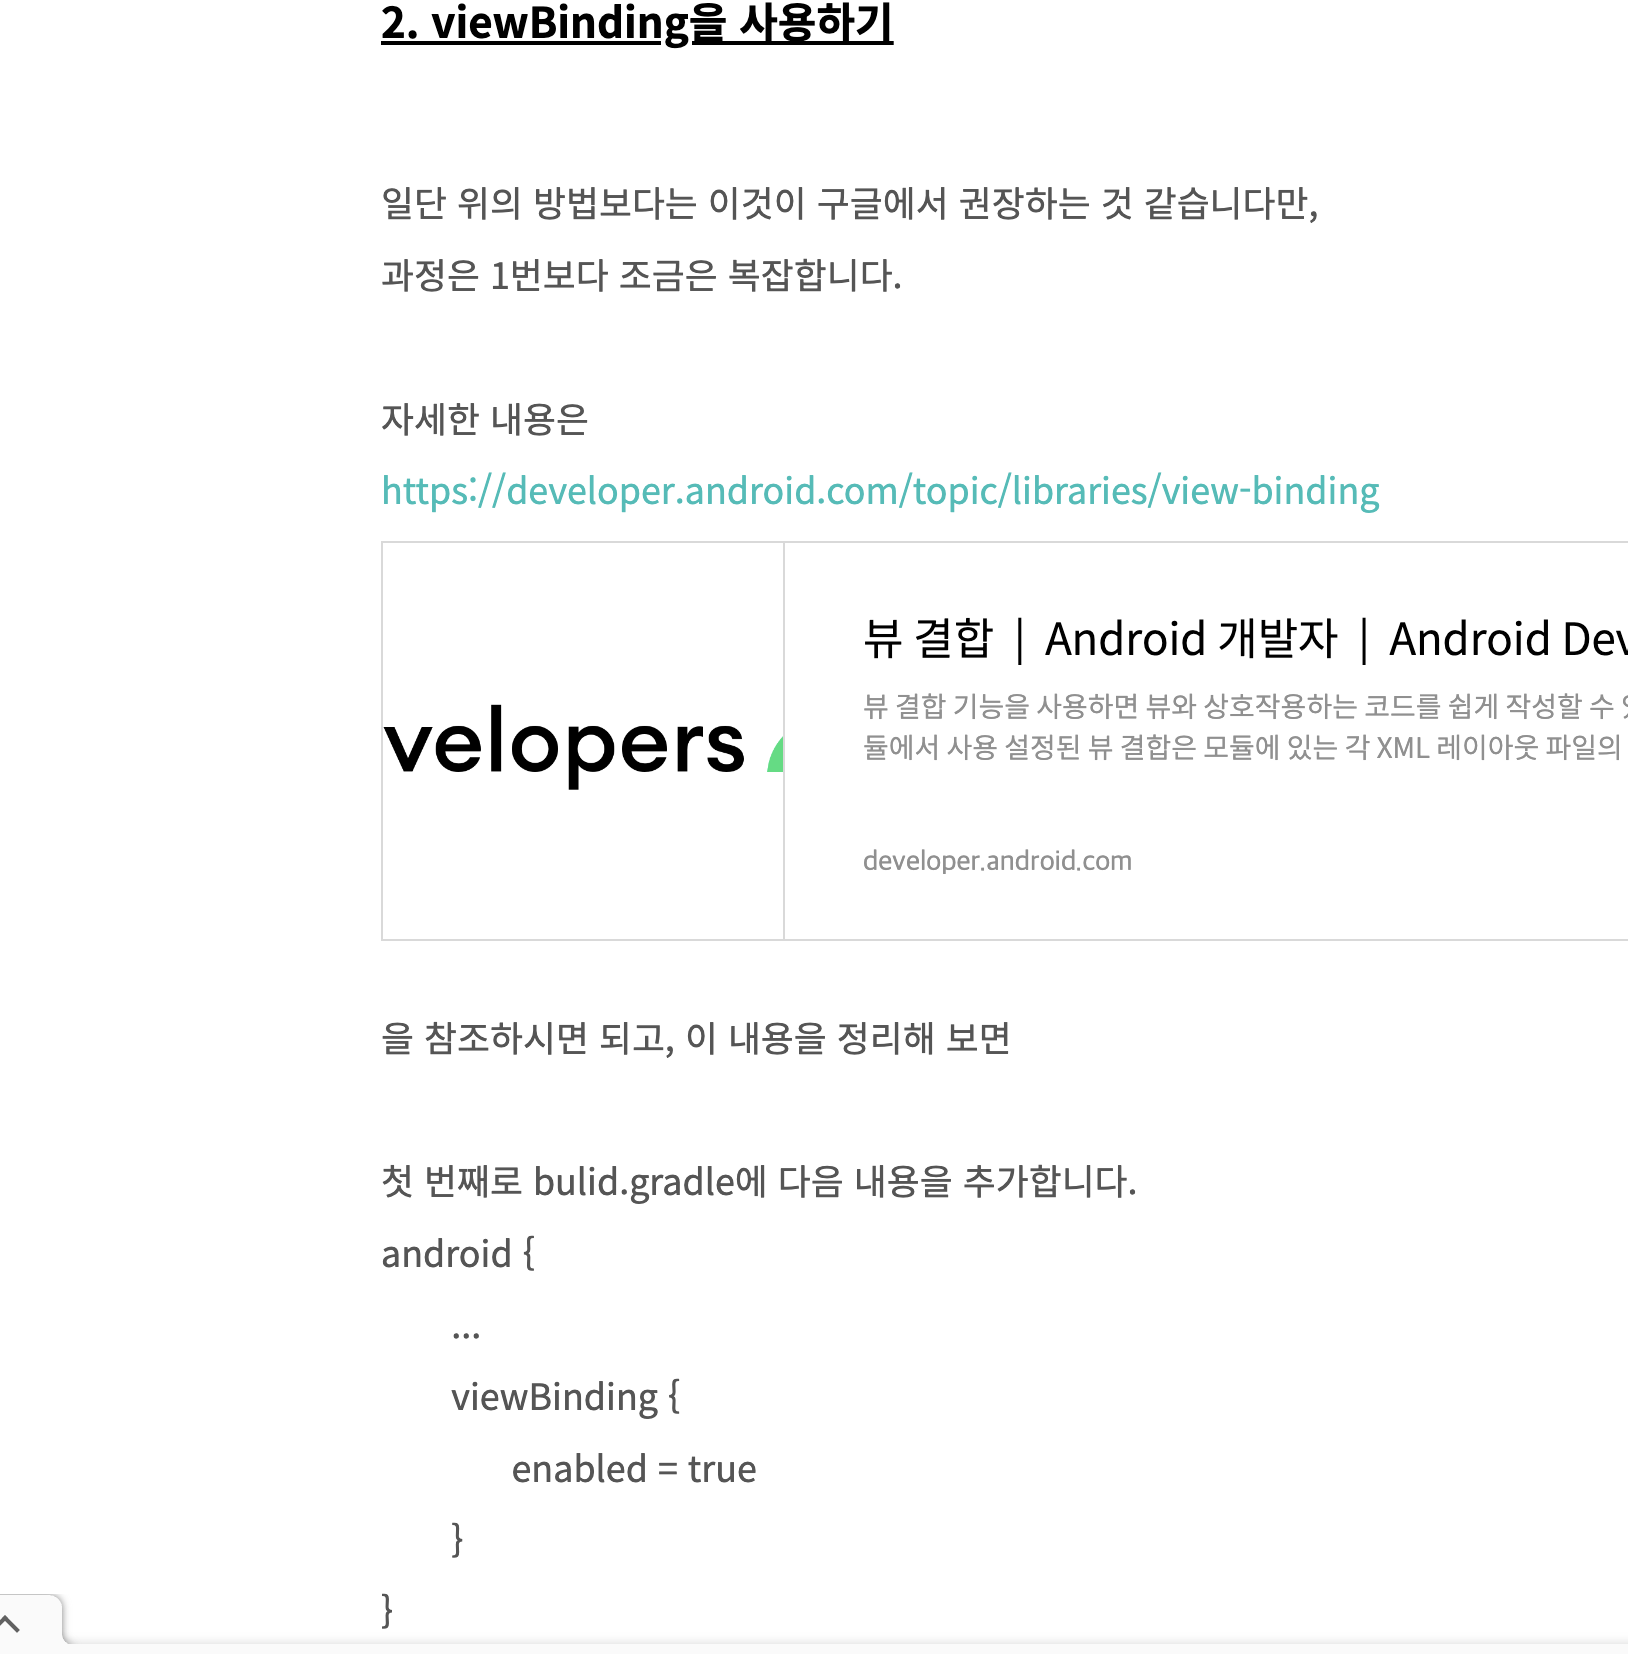 2. viewBinding을 사용하기
일단 위의 방법보다는 이것이 구글에서 권장하는 것 같습니다만,
과정은 1번보다 조금은 복잡합니다.
자세한 내용은
https://developer.android.com/topic/libraries/view-binding
velopers
뷰 결합 | Android 개발자 | Android Dev
뷰 결합 기능을 사용하면 뷰와 상호작용하는 코드를 쉽게 작성할 수
듈에서 사용 설정된 뷰 결합은 모듈에 있는 각 XML 레이아웃 파일의
developer.android.com
을 참조하시면 되고, 이 내용을 정리해 보면
첫 번째로 bulid.gradle에 다음 내용을 추가합니다.
android {
...
viewBinding {
enabled = true
}
}